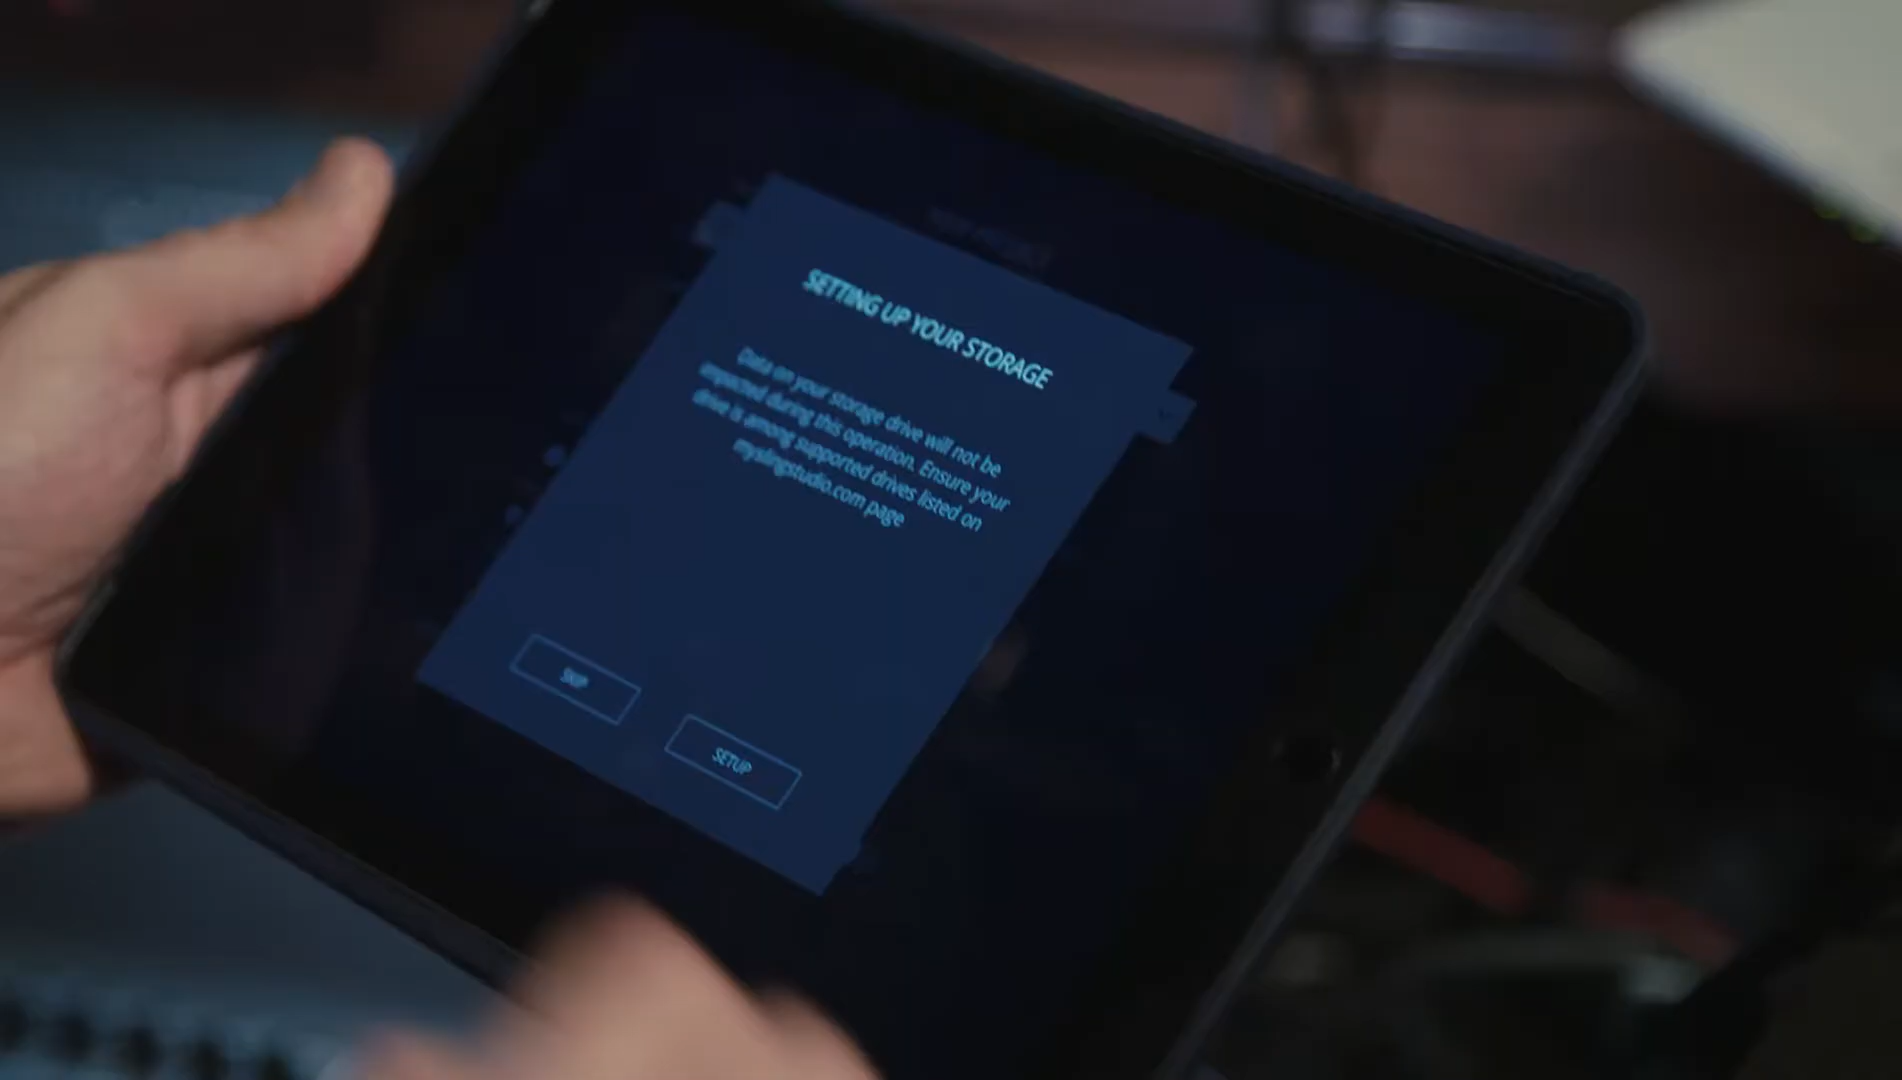 SETTING UP YOUR STORAGE
Data on your storage drive will not be
impacted during this operation. Ensure your
drive is among supported drives listed on
myslingstudio.com page
SKIP
SETUP